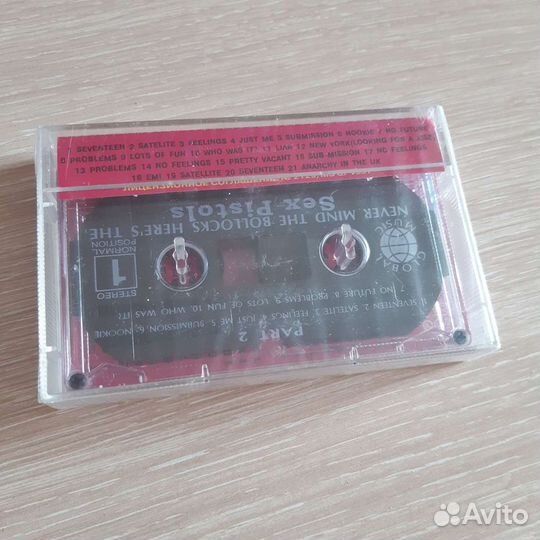 SEVENTEEN 2 SATELITE 3 FEELINGS 4 JUST ME 5 SUBMISSION 6 NOOKIE 7 NO FUTURE
8 PROBLEMS 9 LOTS OF FUN 10 WHO WAS IT? 11 LIAR 12 NEW YORK(LOOKING FOR A
13 PROBLEMS 14 NO FEELINGS 15 PRETTY VACANT 16 SUB-MISSION 17 NO FEELINGS
18 EMI 19 SATELLITE 20 SEVENTEEN 21 ANARCHY IN THE UK
ЛИЦЕНЗИОННОЕ СОГЛАШЕНИЕ
NEVER MIND THE BOLLOCKS HERE'S THE
Sex Pistols
GLOBAL MUSIC
1
STEREO
NORMAL
POSITION
PART 2
1. SEVENTEEN 2. SATELLITE 3. FEELINGS 4. JUST ME 5. SUBMISSION, 6. NOOKIE
7. NO FUTURE 8. PROBLEMS 9. LOTS OF FUN 10. WHO WAS IT?
Avito